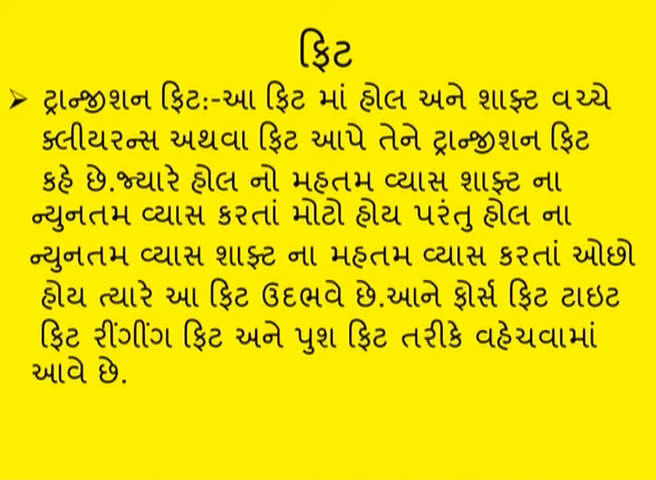 ફિટ
➢ ટ્રાન્જીશન ફિટ:-આ ફિટ માં હોલ અને શાફ્ટ વચ્ચે
ક્લીયરન્સ અથવા ફિટ આપે તેને ટ્રાન્જીશન ફિટ
કહે છે.જ્યારે હોલ નો મહતમ વ્યાસ શાફ્ટ ના
ન્યુનતમ વ્યાસ કરતાં મોટો હોય પરંતુ હોલ ના
ન્યુનતમ વ્યાસ શાફ્ટ ના મહતમ વ્યાસ કરતાં ઓછો
હોય ત્યારે આ ફિટ ઉદભવે છે.આને ફોર્સ ફિટ ટાઇટ
ફિટ રીંગીંગ ફિટ અને પુશ ફિટ તરીકે વહેચવામાં
આવે છે.